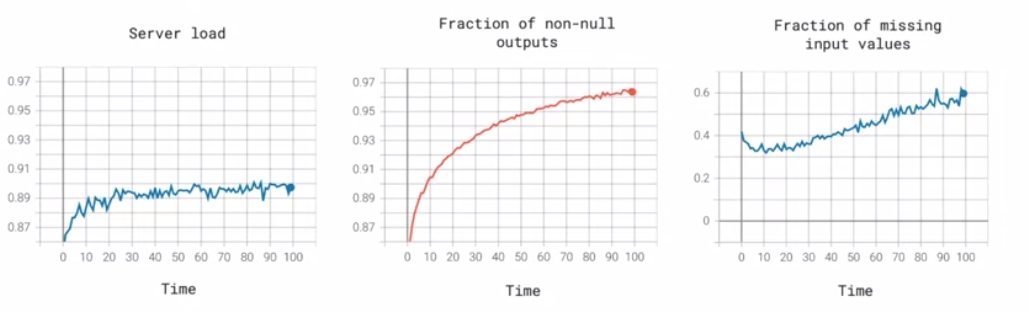 Server load
0.97
0.95
0.93
0.91
0.89
0.87
0 10 20 30 40 50 60 70 80 90 100
Time
Fraction of non-null
outputs
0.97
0.95
0.93
0.91
0.89
0.87
0 10 20 30 40 50 60 70 80 90 100
Time
Fraction of missing
input values
0.6
0.4
0.2
0
0 10 20 30 40 50 60 70 80 90 100
Time